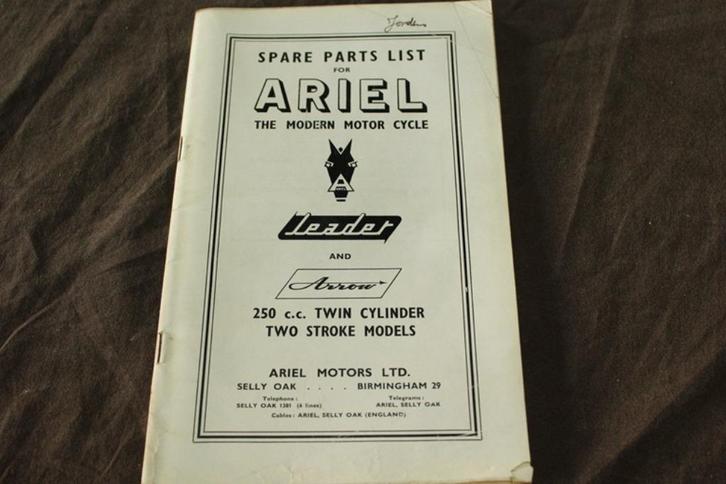 Jordens
SPARE PARTS LIST
FOR
ARIEL
THE MODERN MOTOR CYCLE
Leader
AND
Arrow
250 c.c. TWIN CYLINDER
TWO STROKE MODELS
ARIEL MOTORS LTD.
SELLY OAK . . . . BIRMINGHAM 29
Telephone: Telegrams:
SELLY OAK 1381 (6 lines) ARIEL, SELLY OAK
Cables: ARIEL, SELLY OAK (ENGLAND)